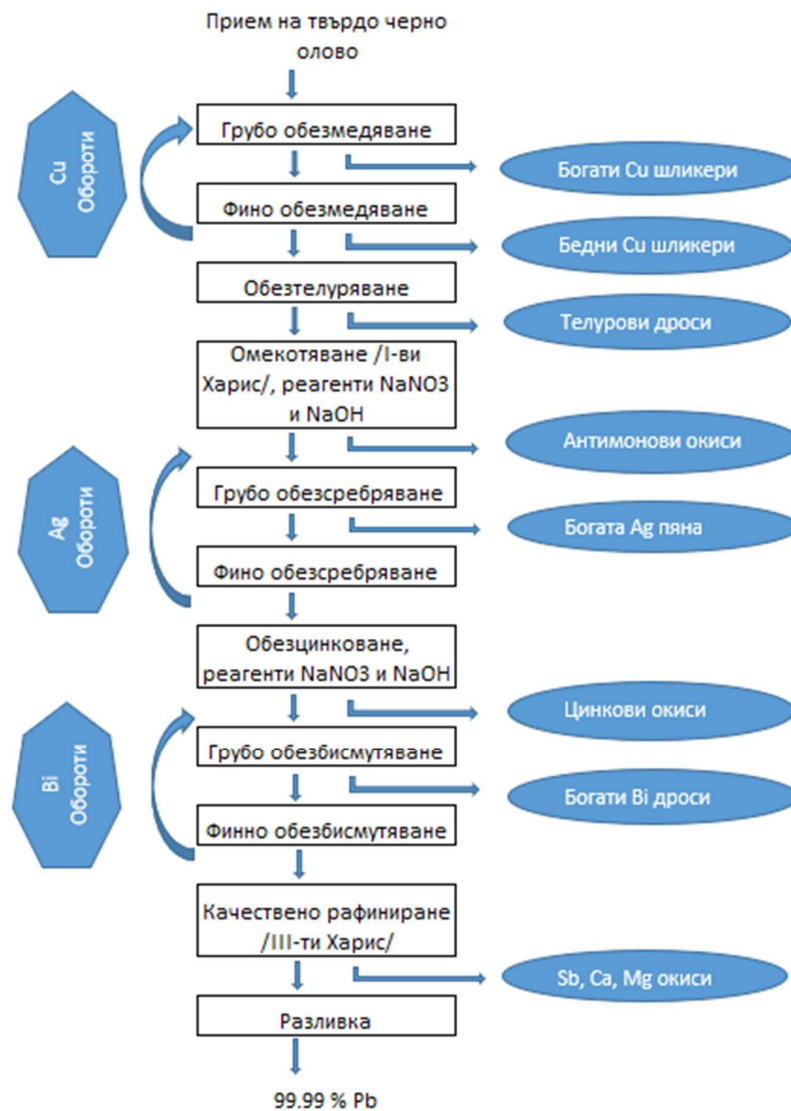 Прием на твърдо черно
олово
Cu
Обороти
Грубо обезмедяване
Богати Cu шликери
Фино обезмедяване
Бедни Cu шликери
Обезтелуряване
Телурови дроси
Омекотяване /I-ви
Харис/, реагенти NaNO3
и NaOH
Антимонови окиси
Ag
Обороти
Грубо обезсребряване
Богата Ag пяна
Фино обезсребряване
Обезцинковане,
реагенти NaNO3 и NaOH
Цинкови окиси
Bi
Обороти
Грубо обезбисмутяване
Богати Bi дроси
Финно обезбисмутяване
Качествено рафиниране
/III-ти Харис/
Sb, Ca, Mg окиси
Разливка
99.99 % Pb